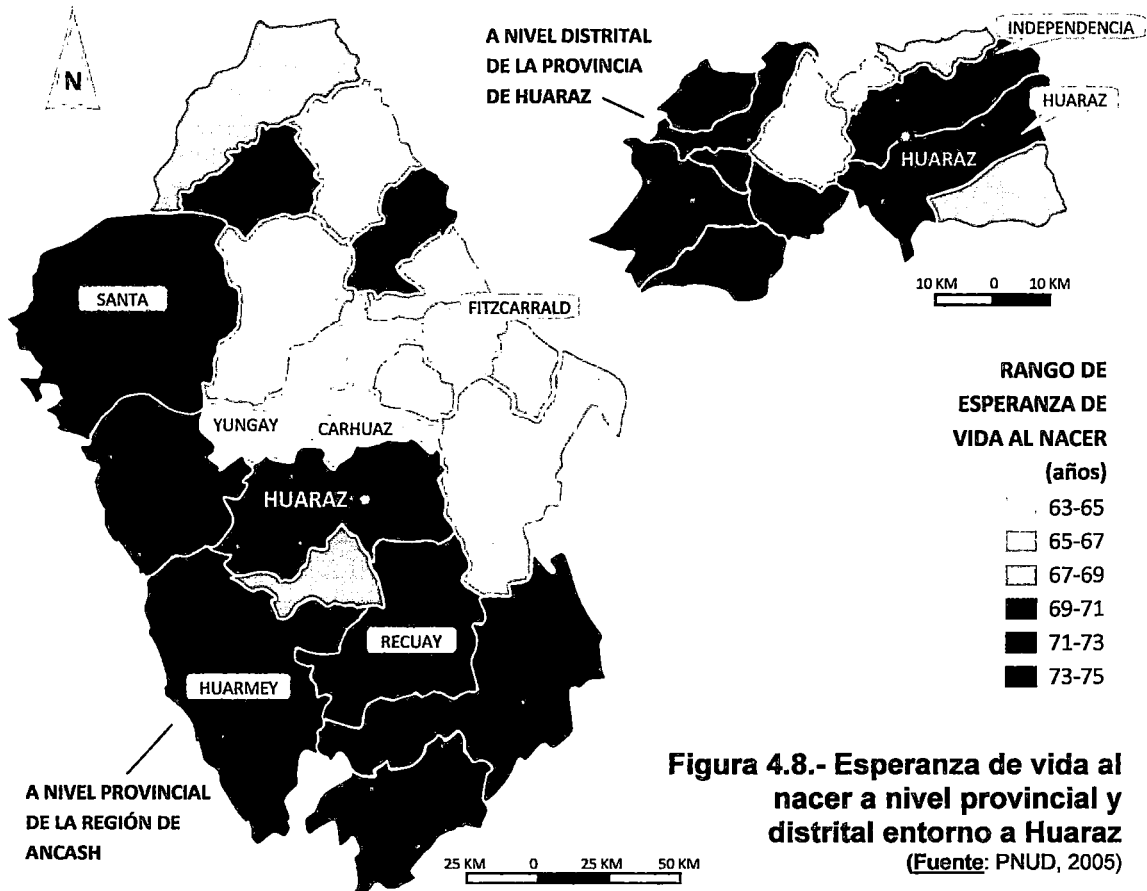 N
A NIVEL DISTRITAL
DE LA PROVINCIA
DE HUARAZ
INDEPENDENCIA
HUARAZ
HUARAZ
10 KM 0 10 KM
SANTA
FITZCARRALD
YUNGAY
CARHUAZ
HUARAZ
RECUAY
HUARMEY
RANGO DE
ESPERANZA DE
VIDA AL NACER
(años)
63-65
65-67
67-69
69-71
71-73
73-75
A NIVEL PROVINCIAL
DE LA REGIÓN DE
ANCASH
25 KM 0 25 KM 50 KM
Figura 4.8.- Esperanza de vida al
nacer a nivel provincial y
distrital entorno a Huaraz
(Fuente: PNUD, 2005)